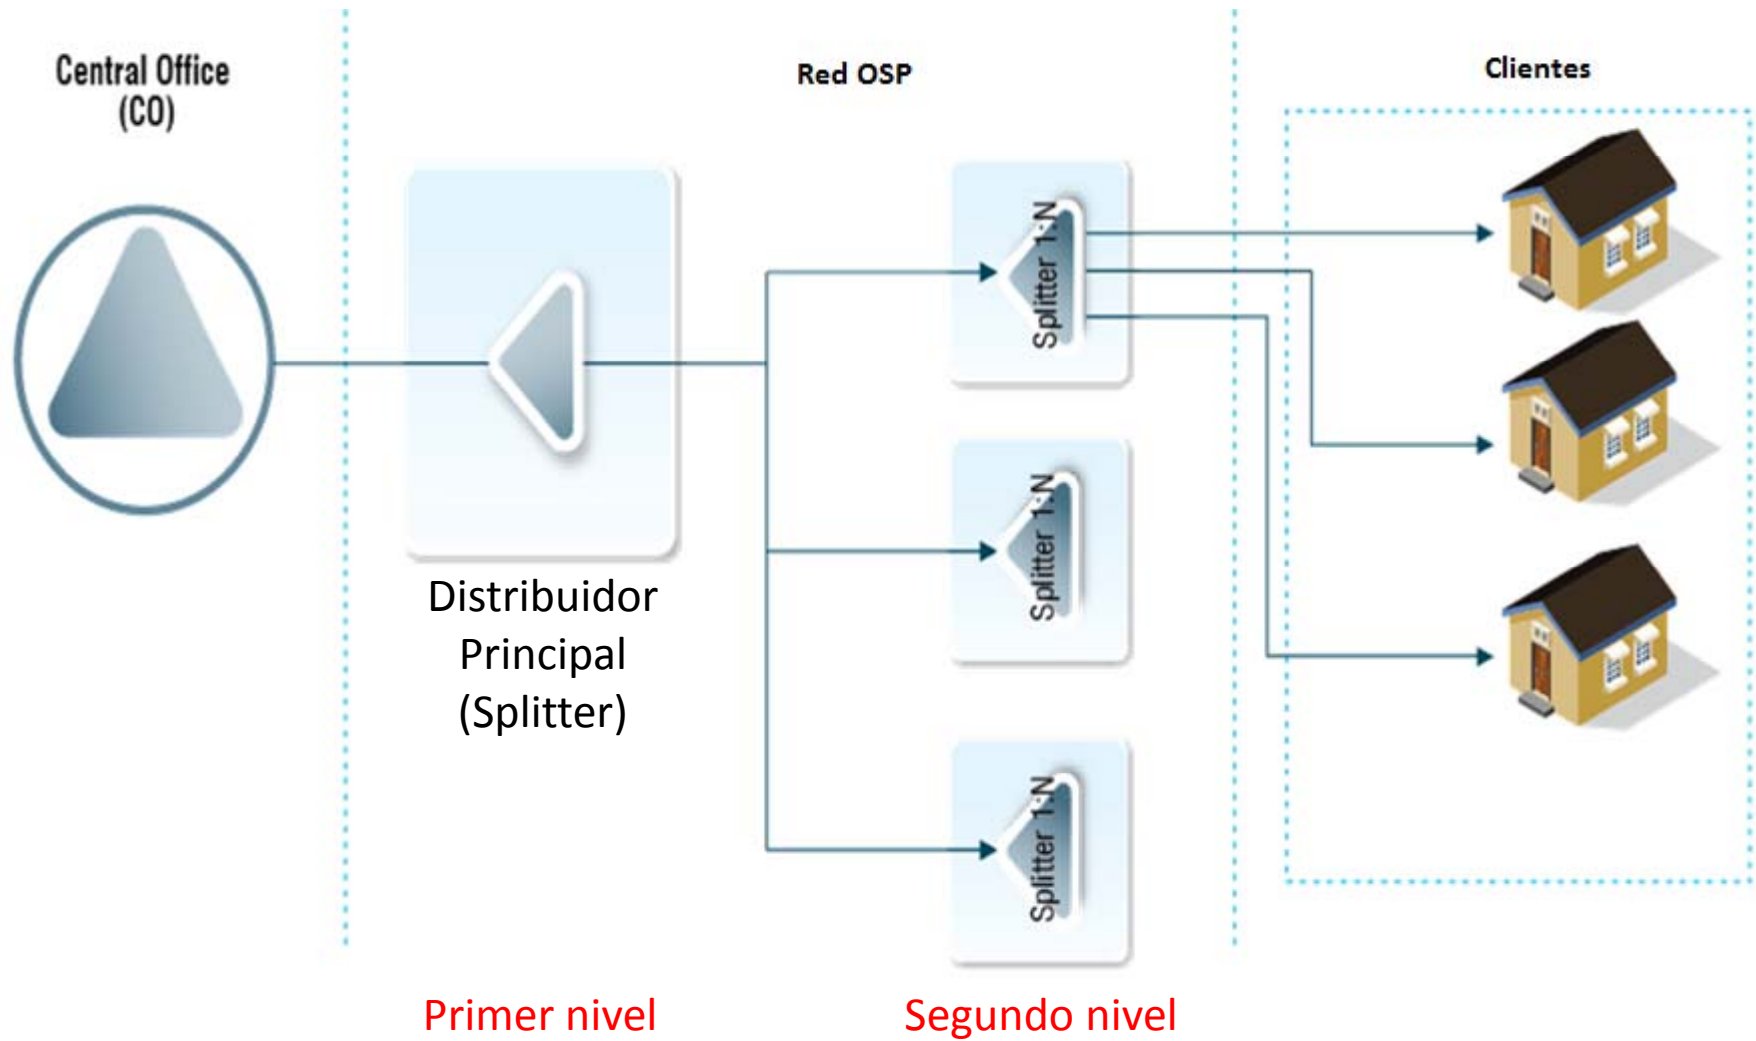 Central Office
(CO)
Red OSP
Clientes
Distribuidor
Principal
(Splitter)
Splitter 1:N
Splitter 1:N
Splitter 1:N
Primer nivel
Segundo nivel